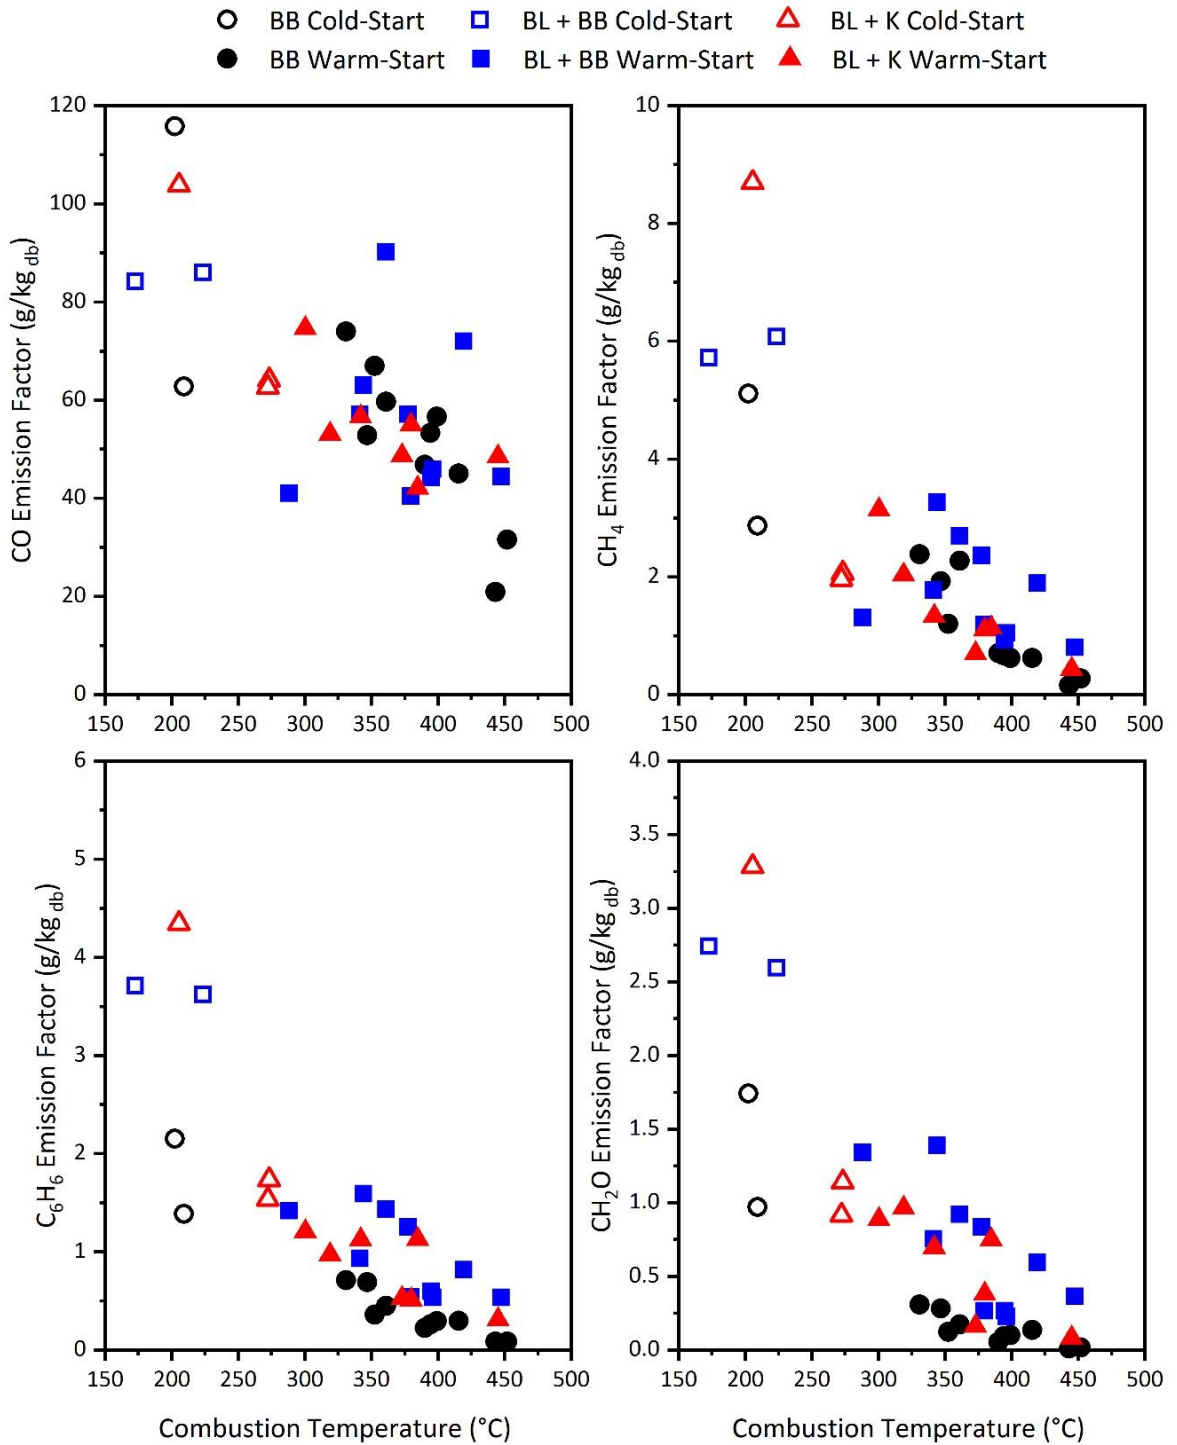 BB Cold-Start BL + BB Cold-Start BL + K Cold-Start
BB Warm-Start BL + BB Warm-Start BL + K Warm-Start
CO Emission Factor (g/kg db)
120
100
80
60
40
20
0
150 200 250 300 350 400 450 500
CH4 Emission Factor (g/kg db)
10
8
6
4
2
0
150 200 250 300 350 400 450 500
C6H6 Emission Factor (g/kg db)
6
5
4
3
2
1
0
150 200 250 300 350 400 450 500
Combustion Temperature (°C)
CH2O Emission Factor (g/kg db)
4.0
3.5
3.0
2.5
2.0
1.5
1.0
0.5
0.0
150 200 250 300 350 400 450 500
Combustion Temperature (°C)